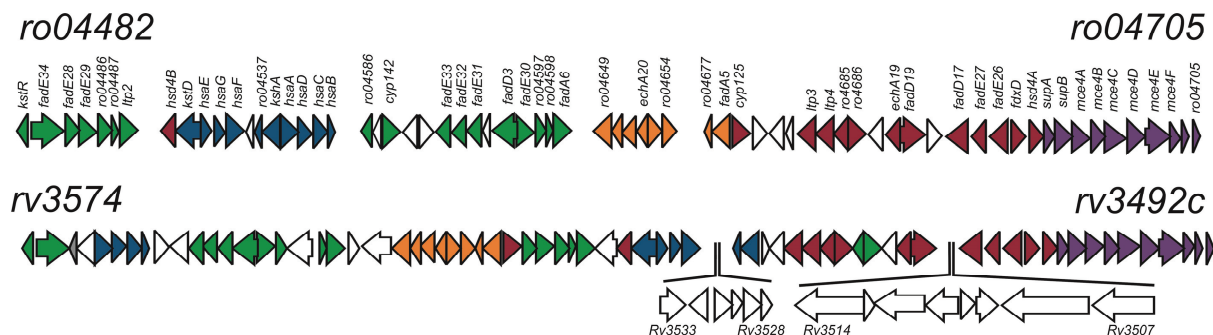 ro04482
ro04705
kstR
fadE34
fadE28
fadE29
ro04486
ro04487
ltp2
hsd4B
kstD
hsaE
hsaG
hsaF
ro04537
kshA
hsaA
hsaD
hsaC
hsaB
ro04586
cyp142
fadE33
fadE32
fadE31
fadD3
fadE30
ro04597
ro04598
fadA6
ro04649
echA20
ro04654
ro04677
fadA5
cyp125
ltp3
ltp4
ro4685
ro4686
echA19
fadD19
fadD17
fadE27
fadE26
fdxD
hsd4A
supA
supB
mce4A
mce4B
mce4C
mce4D
mce4E
mce4F
ro04705
rv3574
rv3492c
Rv3533
Rv3528
Rv3514
Rv3507